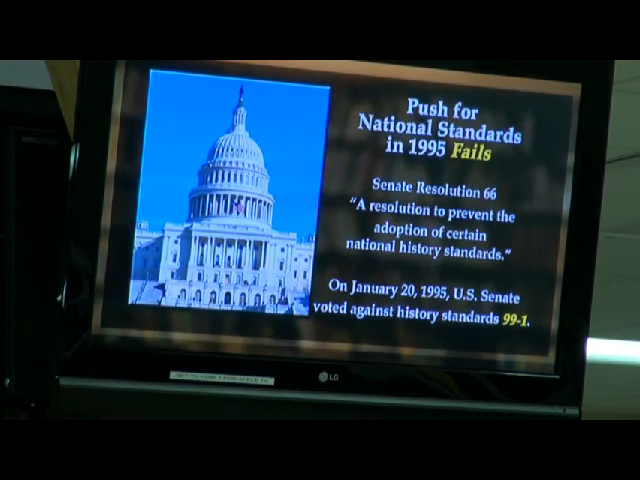 Push for
National Standards
in 1995 Fails
Senate Resolution 66
“A resolution to prevent the
adoption of certain
national history standards.”
On January 20, 1995, U.S. Senate
voted against history standards 99-1.
LG